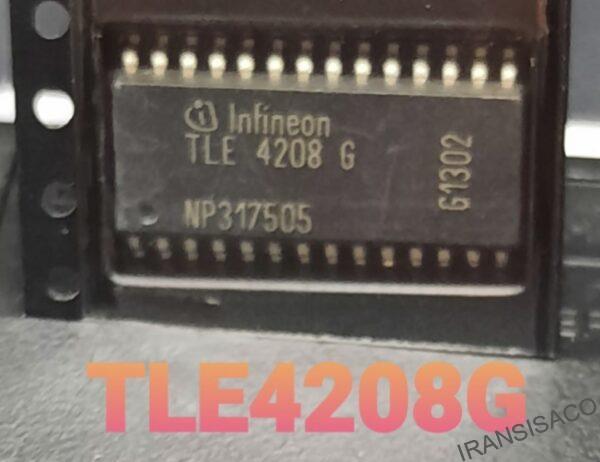 Infineon
TLE 4208 G
G1302
NP317505
TLE4208G
IRANSISACO